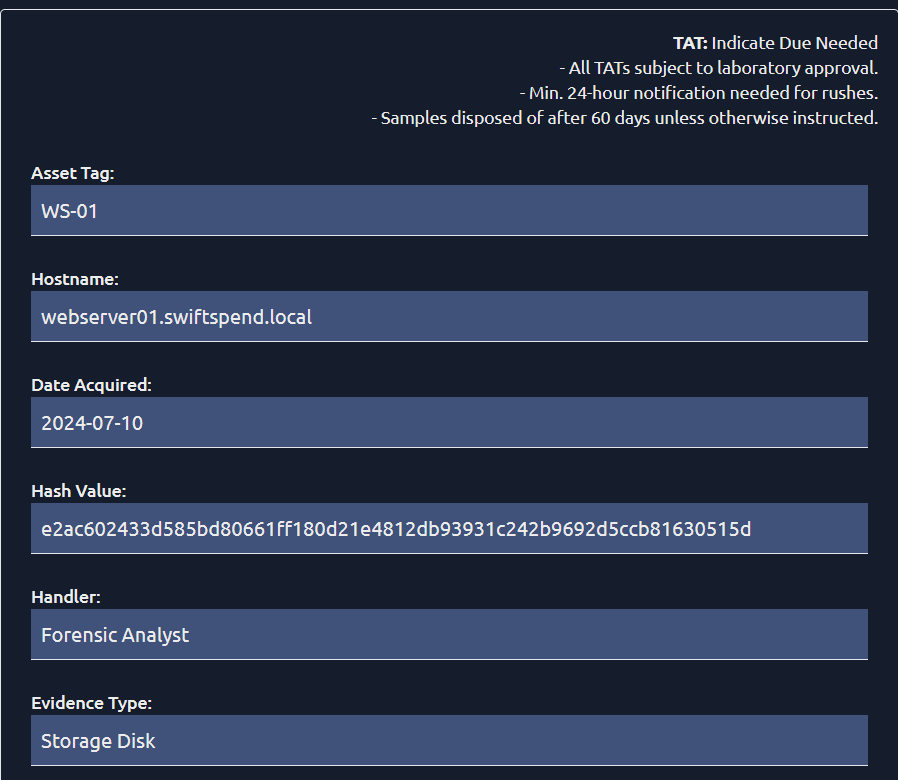 TAT: Indicate Due Needed
- All TATs subject to laboratory approval.
- Min. 24-hour notification needed for rushes.
- Samples disposed of after 60 days unless otherwise instructed.
Asset Tag:
WS-01
Hostname:
webserver01.swiftspend.local
Date Acquired:
2024-07-10
Hash Value:
e2ac602433d585bd80661ff180d21e4812db93931c242b9692d5ccb81630515d
Handler:
Forensic Analyst
Evidence Type:
Storage Disk